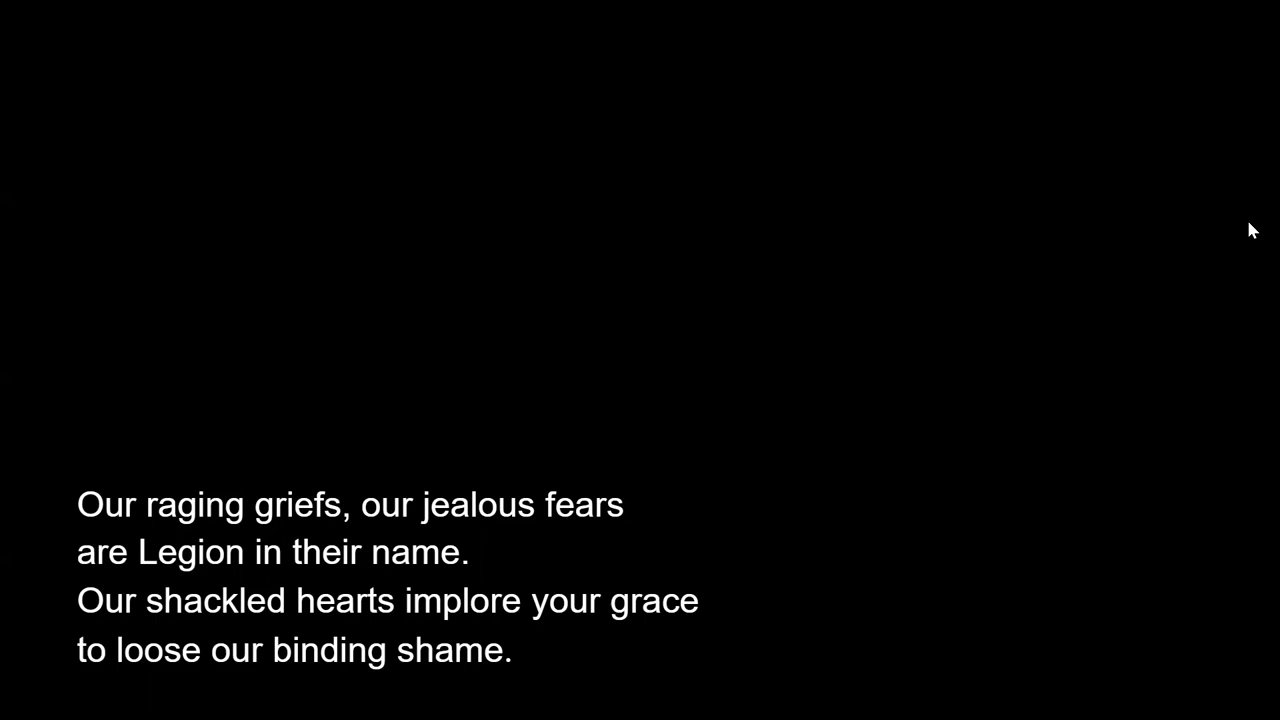 Our raging griefs, our jealous fears
are Legion in their name.
Our shackled hearts implore your grace
to loose our binding shame.